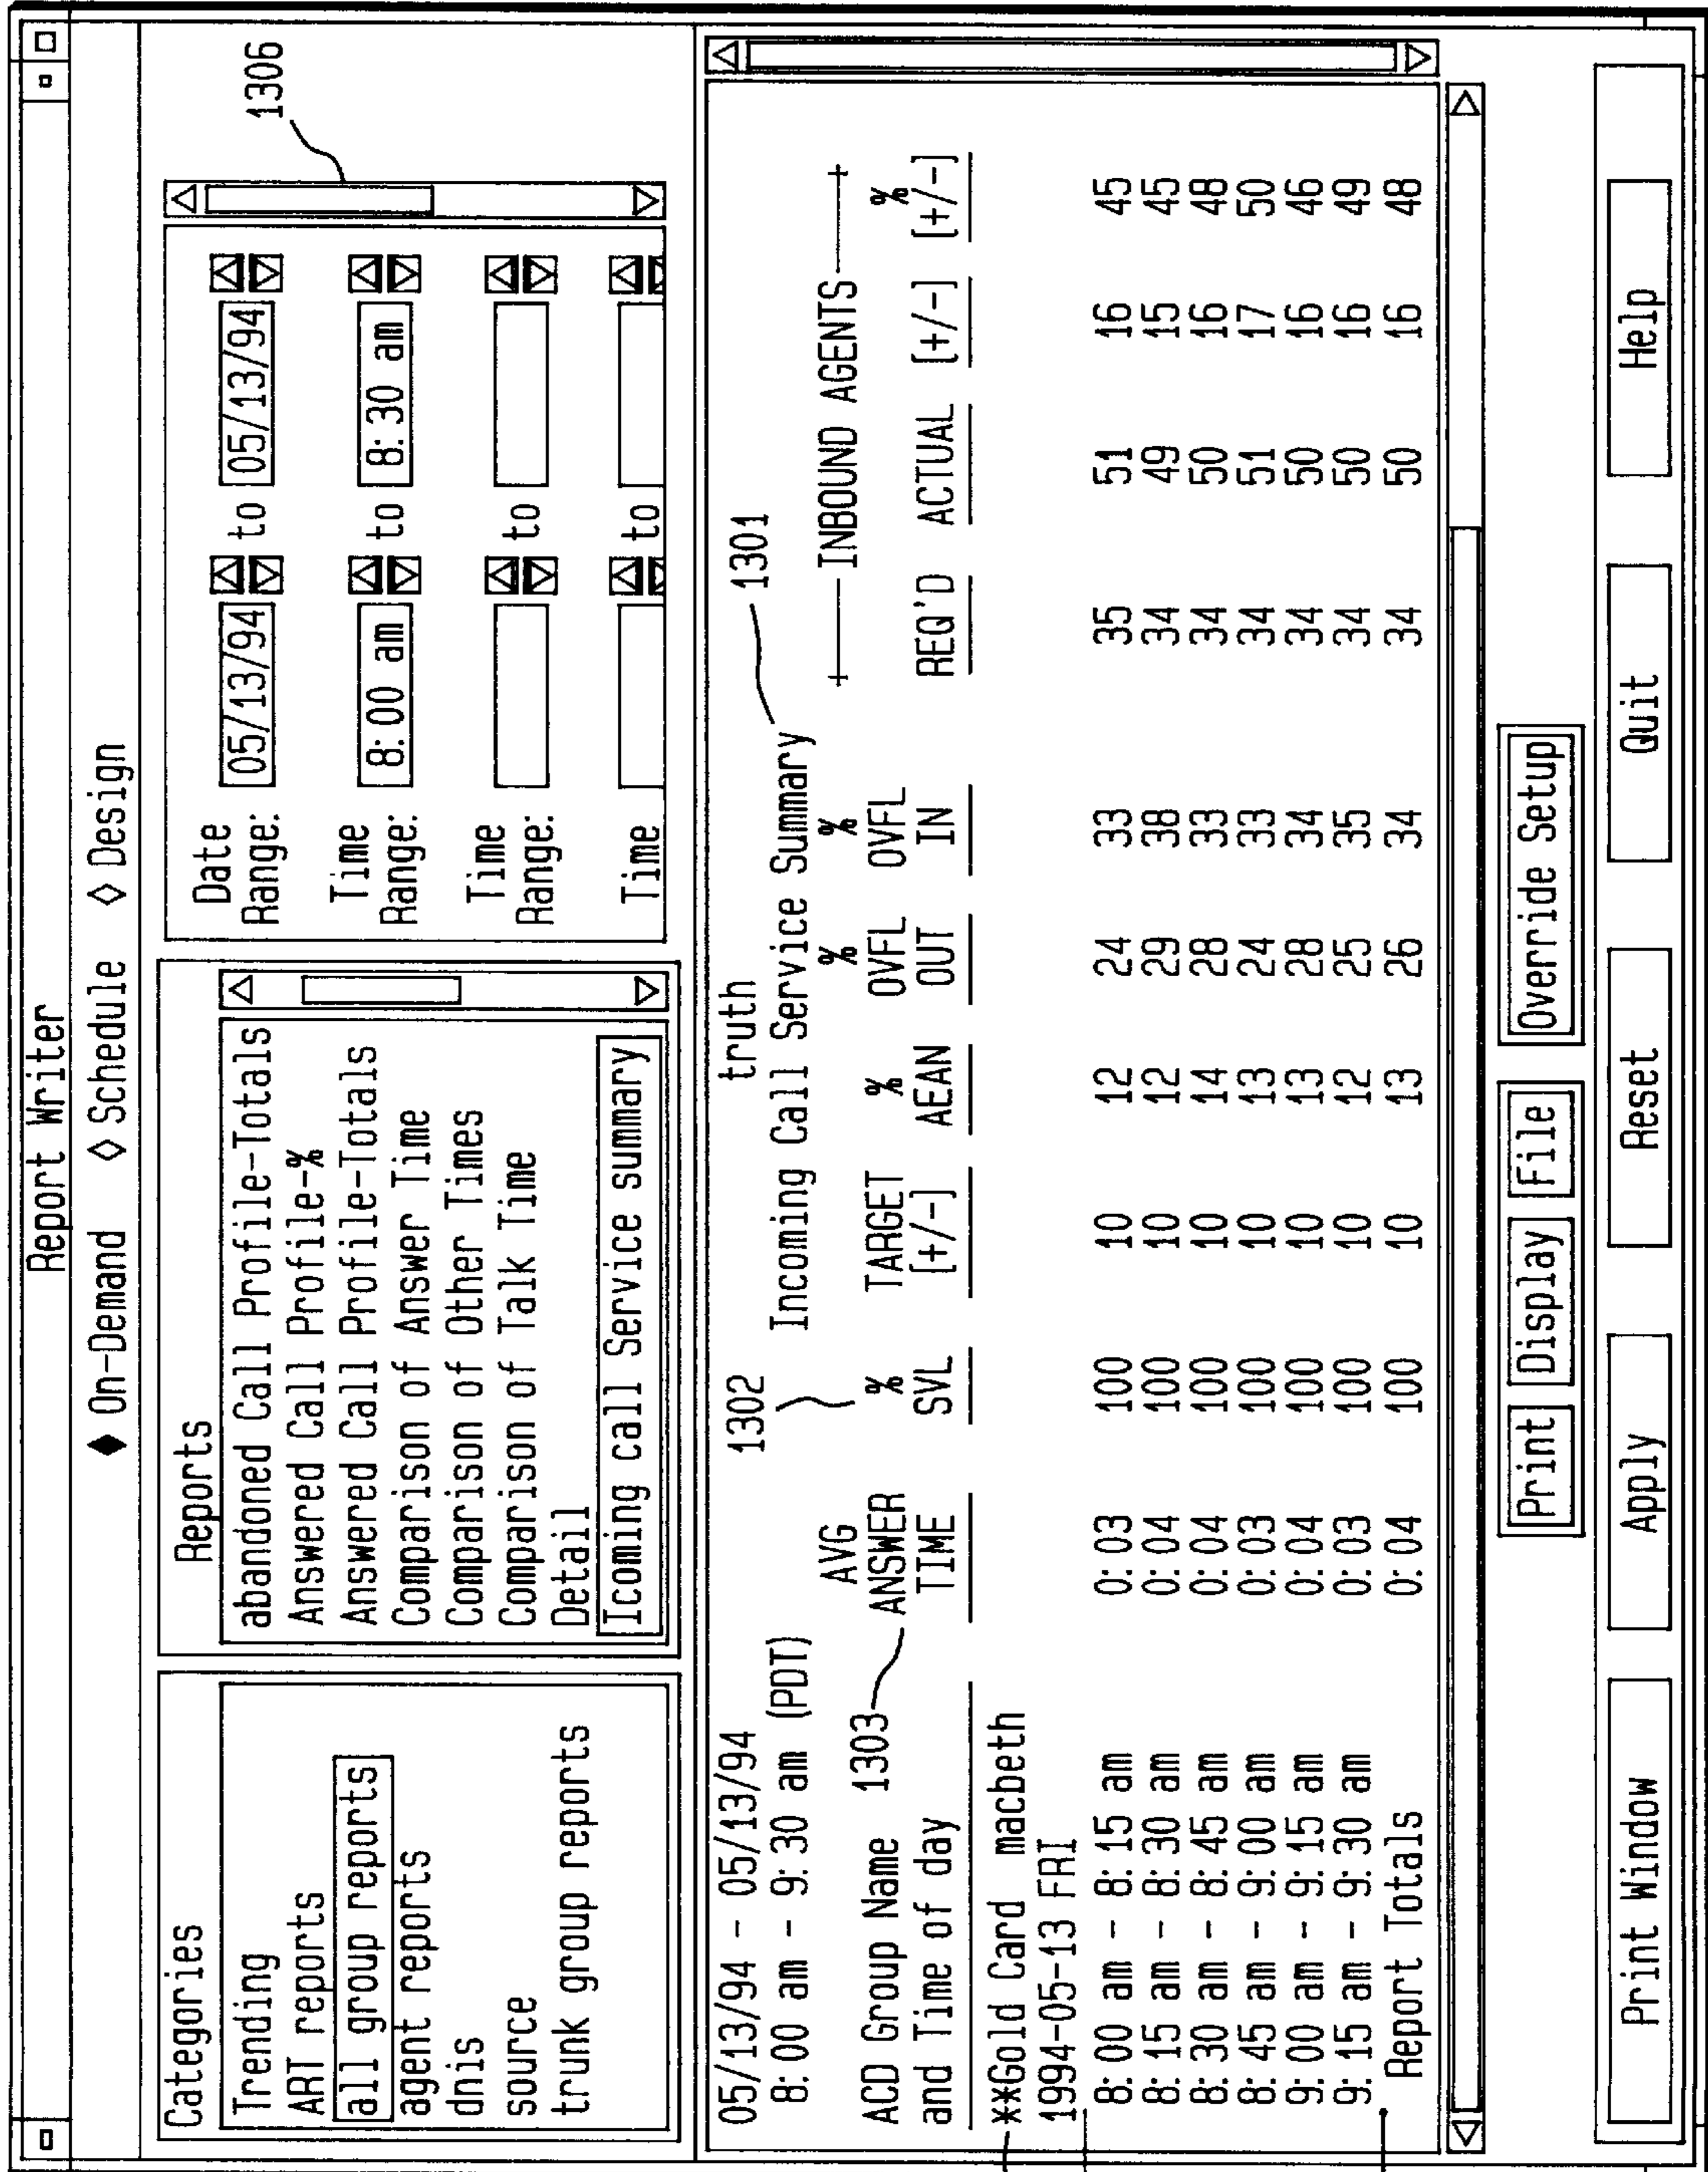 Report Writer
◆ On-Demand ◇ Schedule ◇ Design
Categories
Trending
ART reports
all group reports
agent reports
dnis
source
trunk group reports
Reports
abandoned Call Profile-Totals
Answered Call Profile-%
Answered Call Profile-Totals
Comparison of Answer Time
Comparison of Other Times
Comparison of Talk Time
Detail
Icoming call Service summary
Date Range: 05/13/94 to 05/13/94
Time Range: 8:00 am to 8:30 am
Time Range: to
Time to
1306
05/13/94 - 05/13/94 truth
8:00 am - 9:30 am (PDT) 1302 Incoming Call Service Summary 1301
AVG % TARGET % % % +—— INBOUND AGENTS ——+
ACD Group Name 1303 ANSWER SVL [+/-] AEAN OVFL OVFL %
and Time of day TIME OUT IN REQ'D ACTUAL [+/-] [+/-]
**Gold Card macbeth
1994-05-13 FRI
8:00 am - 8:15 am 0:03 100 10 12 24 33 35 51 16 45
8:15 am - 8:30 am 0:04 100 10 12 29 38 34 49 15 45
8:30 am - 8:45 am 0:04 100 10 14 28 33 34 50 16 48
8:45 am - 9:00 am 0:03 100 10 13 24 33 34 51 17 50
9:00 am - 9:15 am 0:04 100 10 13 28 34 34 50 16 46
9:15 am - 9:30 am 0:03 100 10 12 25 35 34 50 16 49
Report Totals 0:04 100 10 13 26 34 34 50 16 48
Print Display File Override Setup
Print Window Apply Reset Quit Help